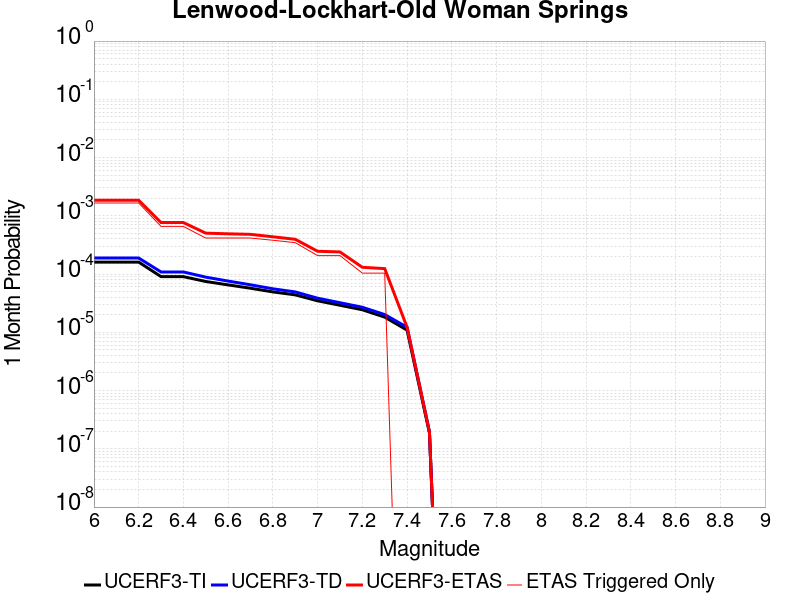 Lenwood-Lockhart-Old Woman Springs
10^0
10^-1
10^-2
10^-3
10^-4
10^-5
10^-6
10^-7
10^-8
1 Month Probability
6 6.2 6.4 6.6 6.8 7 7.2 7.4 7.6 7.8 8 8.2 8.4 8.6 8.8 9
Magnitude
UCERF3-TI UCERF3-TD UCERF3-ETAS ETAS Triggered Only